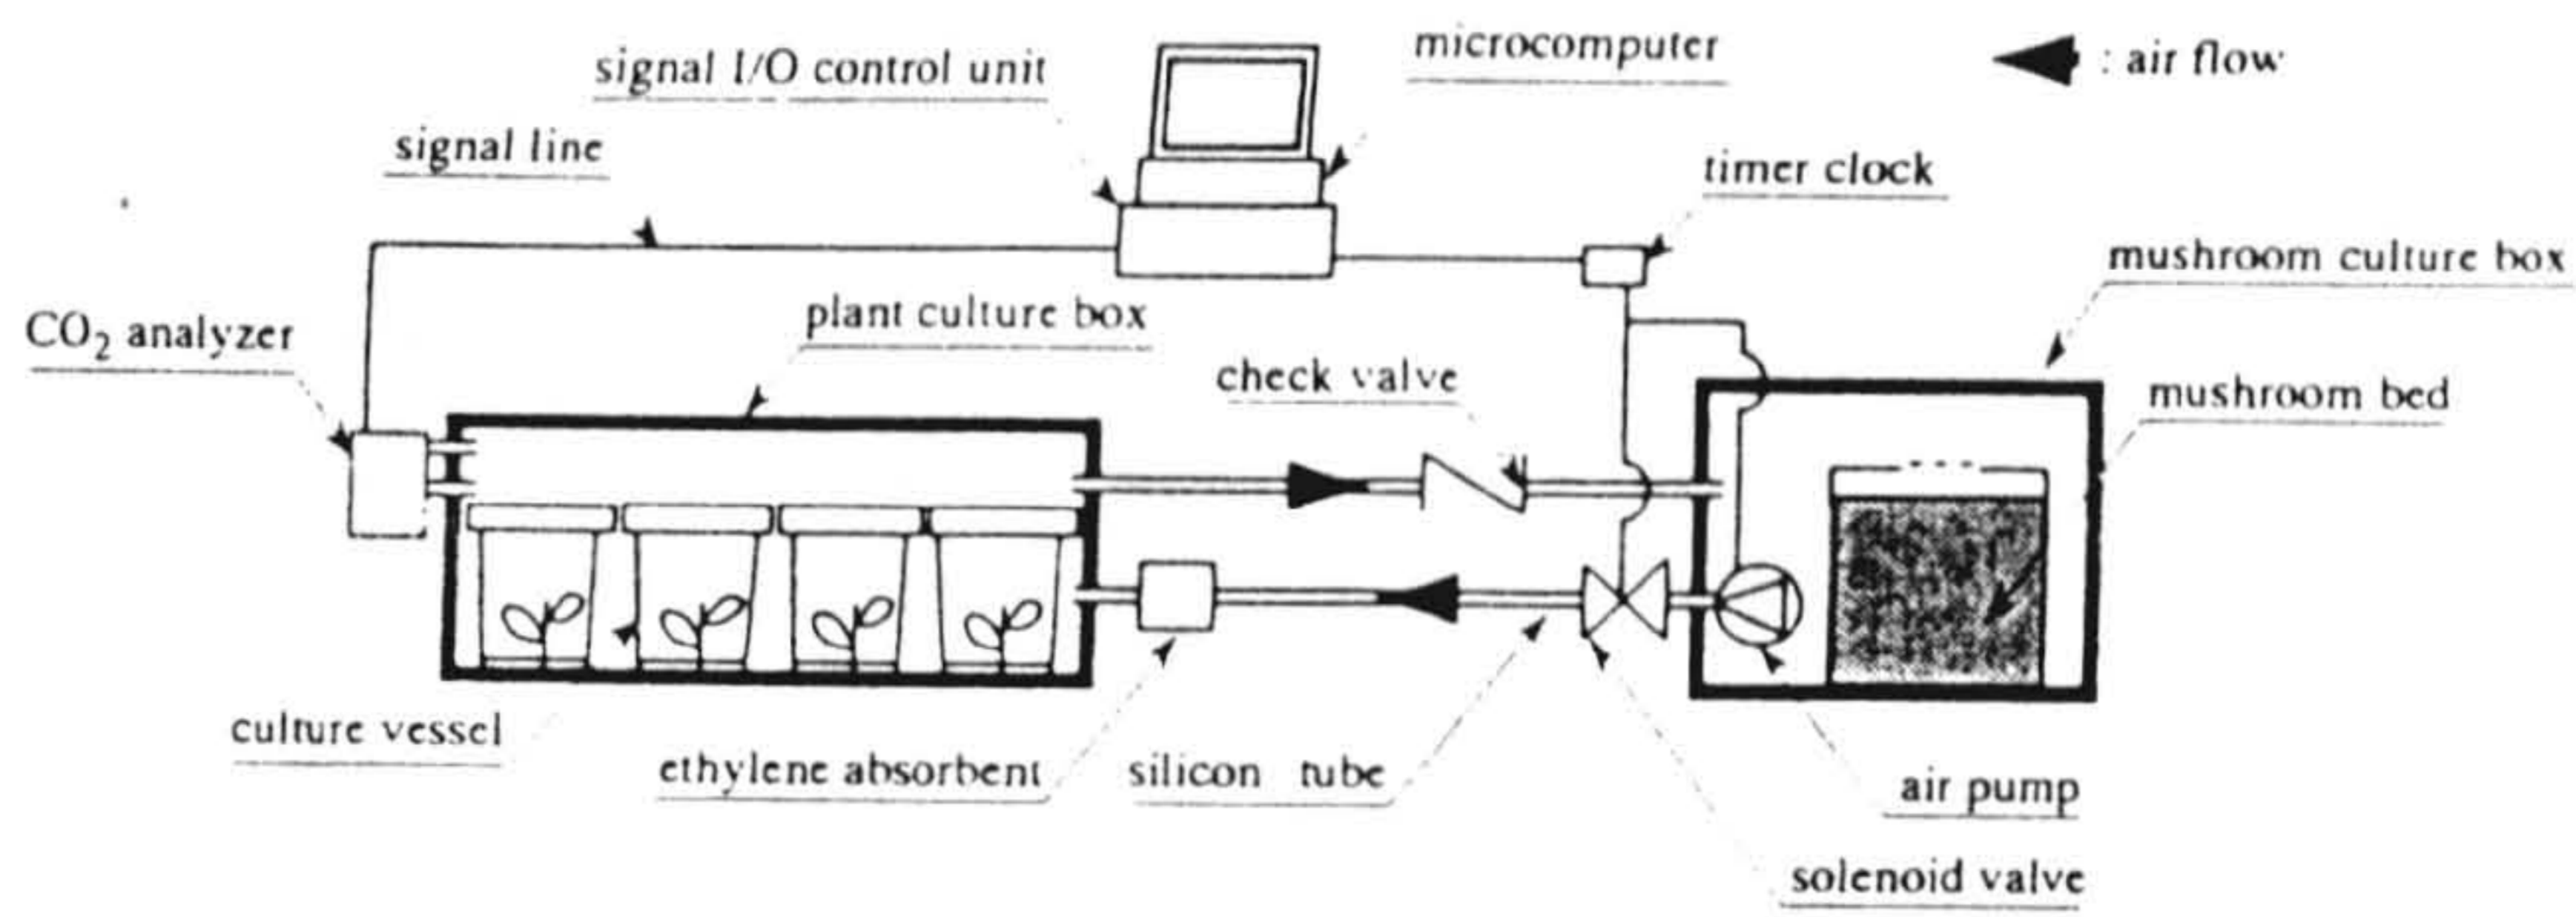 signal I/O control unit
microcomputer
: air flow
signal line
timer clock
mushroom culture box
CO₂ analyzer
plant culture box
check valve
mushroom bed
culture vessel
ethylene absorbent
silicon tube
air pump
solenoid valve